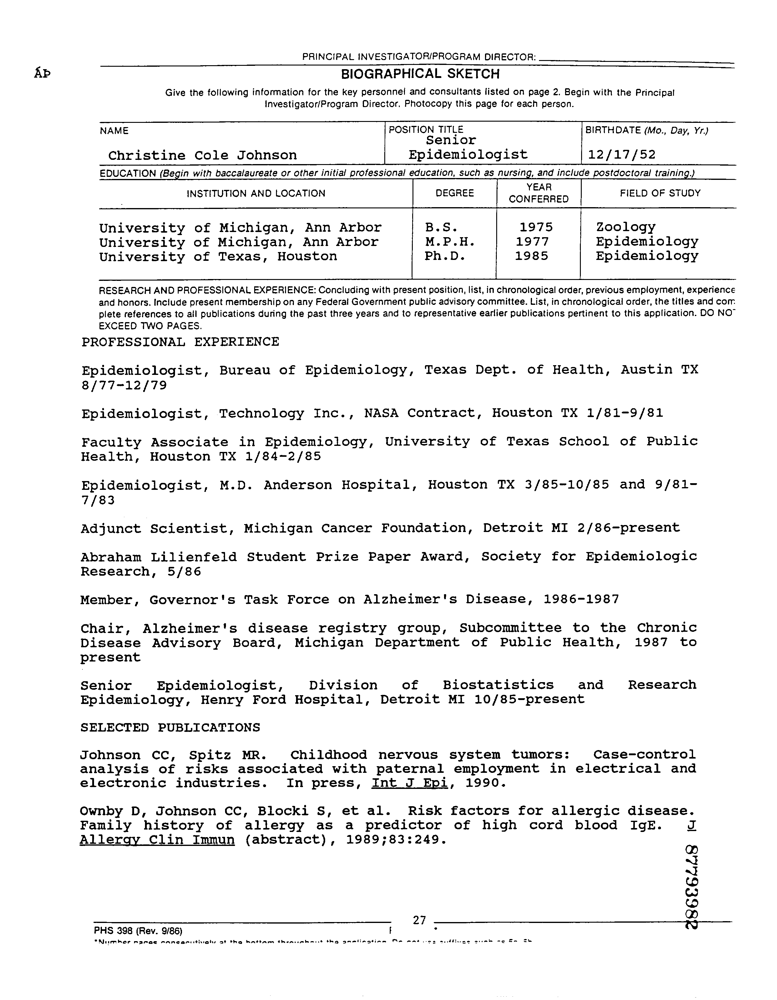 PRINCIPAL INVESTIGATOR/PROGRAM DIRECTOR:
BIOGRAPHICAL SKETCH
Give the following information for the key personnel and consultants listed on page 2. Begin with the Principal
Investigator/Program Director. Photocopy this page for each person.
NAME
POSITION TITLE
BIRTHDATE (Mo., Day, Yr.)
Christine Cole Johnson
Senior
Epidemiologist
12/17/52
EDUCATION (Begin with baccalaureate or other initial professional education, such as nursing, and include postdoctoral training.)
INSTITUTION AND LOCATION DEGREE YEAR CONFERRED FIELD OF STUDY
University of Michigan, Ann Arbor B.S. 1975 Zoology
University of Michigan, Ann Arbor M.P.H. 1977 Epidemiology
University of Texas, Houston Ph.D. 1985 Epidemiology
RESEARCH AND PROFESSIONAL EXPERIENCE: Concluding with present position, list, in chronological order, previous employment, experience
and honors. Include present membership on any Federal Government public advisory committee. List, in chronological order, the titles and com
plete references to all publications during the past three years and to representative earlier publications pertinent to this application. DO NO
EXCEED TWO PAGES.
PROFESSIONAL EXPERIENCE
Epidemiologist, Bureau of Epidemiology, Texas Dept. of Health, Austin TX
8/77-12/79
Epidemiologist, Technology Inc., NASA Contract, Houston TX 1/81-9/81
Faculty Associate in Epidemiology, University of Texas School of Public
Health, Houston TX 1/84-2/85
Epidemiologist, M.D. Anderson Hospital, Houston TX 3/85-10/85 and 9/81-
7/83
Adjunct Scientist, Michigan Cancer Foundation, Detroit MI 2/86-present
Abraham Lilienfeld Student Prize Paper Award, Society for Epidemiologic
Research, 5/86
Member, Governor's Task Force on Alzheimer's Disease, 1986-1987
Chair, Alzheimer's disease registry group, Subcommittee to the Chronic
Disease Advisory Board, Michigan Department of Public Health, 1987 to
present
Senior Epidemiologist, Division of Biostatistics and Research
Epidemiology, Henry Ford Hospital, Detroit MI 10/85-present
SELECTED PUBLICATIONS
Johnson CC, Spitz MR. Childhood nervous system tumors: Case-control
analysis of risks associated with paternal employment in electrical and
electronic industries. In press, Int J Epi, 1990.
Ownby D, Johnson CC, Blocki S, et al. Risk factors for allergic disease.
Family history of allergy as a predictor of high cord blood IgE. J
Allergy Clin Immun (abstract), 1989;83:249.
87793982
27
PHS 398 (Rev. 9/86)